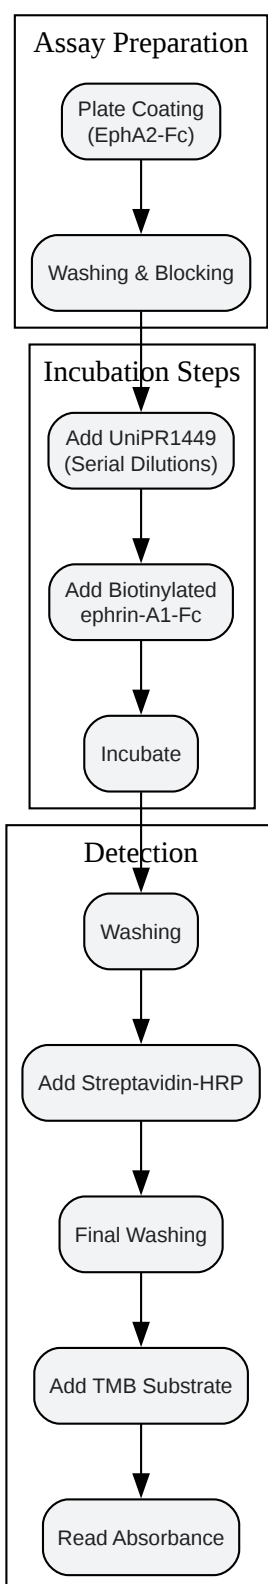 Assay Preparation
Plate Coating
(EphA2-Fc)
Washing & Blocking
Incubation Steps
Add UniPR1449
(Serial Dilutions)
Add Biotinylated
ephrin-A1-Fc
Incubate
Detection
Washing
Add Streptavidin-HRP
Final Washing
Add TMB Substrate
Read Absorbance